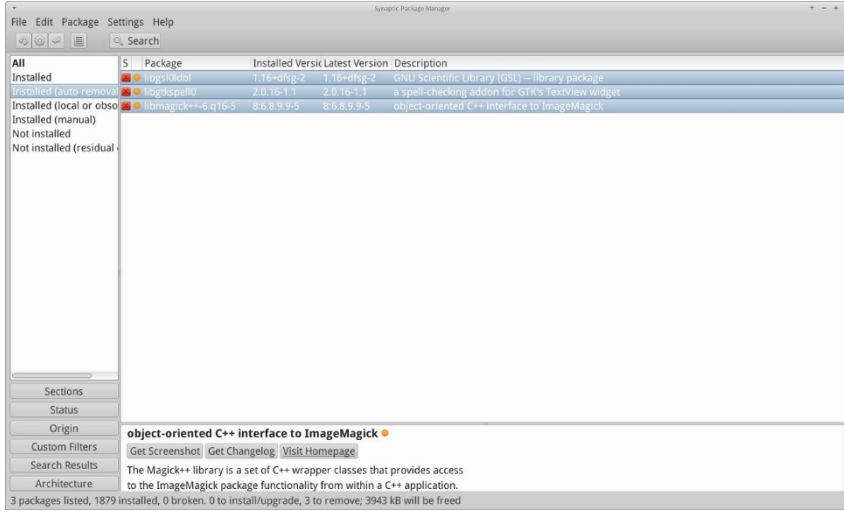 Synaptic Package Manager
File Edit Package Settings Help
Search
All
Installed
Installed (auto remova
Installed (local or obso
Installed (manual)
Not installed
Not installed (residual
S Package Installed Versic Latest Version Description
libgsl0ldbl 1.16+dfsg-2 1.16+dfsg-2 GNU Scientific Library (GSL) -- library package
libgtkspell0 2.0.16-1.1 2.0.16-1.1 a spell-checking addon for GTK's TextView widget
libmagick++-6.q16-5 8:6.8.9.9-5 8:6.8.9.9-5 object-oriented C++ interface to ImageMagick
Sections
Status
Origin
Custom Filters
Search Results
Architecture
object-oriented C++ interface to ImageMagick
Get Screenshot Get Changelog Visit Homepage
The Magick++ library is a set of C++ wrapper classes that provides access
to the ImageMagick package functionality from within a C++ application.
3 packages listed, 1879 installed, 0 broken. 0 to install/upgrade, 3 to remove; 3943 kB will be freed